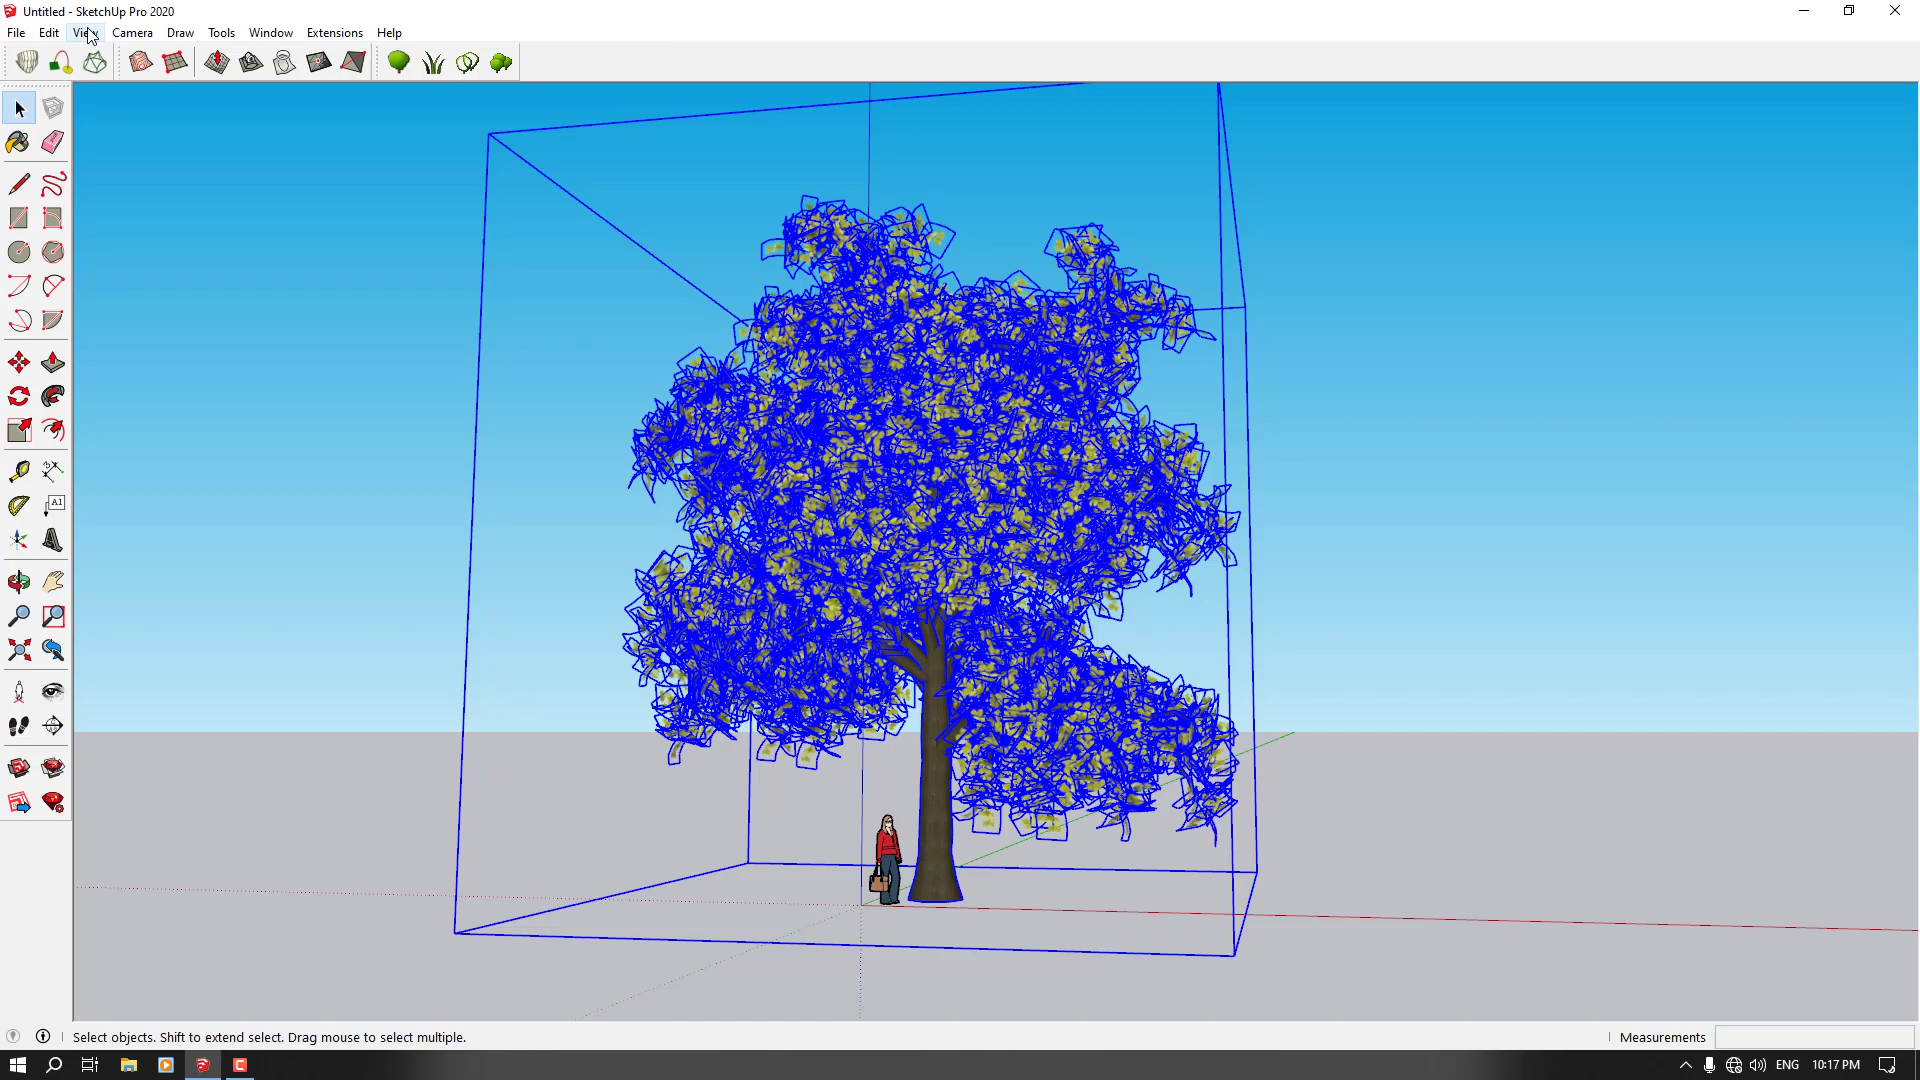 Untitled - SketchUp Pro 2020
File Edit View Camera Draw Tools Window Extensions Help
A1
Select objects. Shift to extend select. Drag mouse to select multiple.
Measurements
ENG 10:17 PM